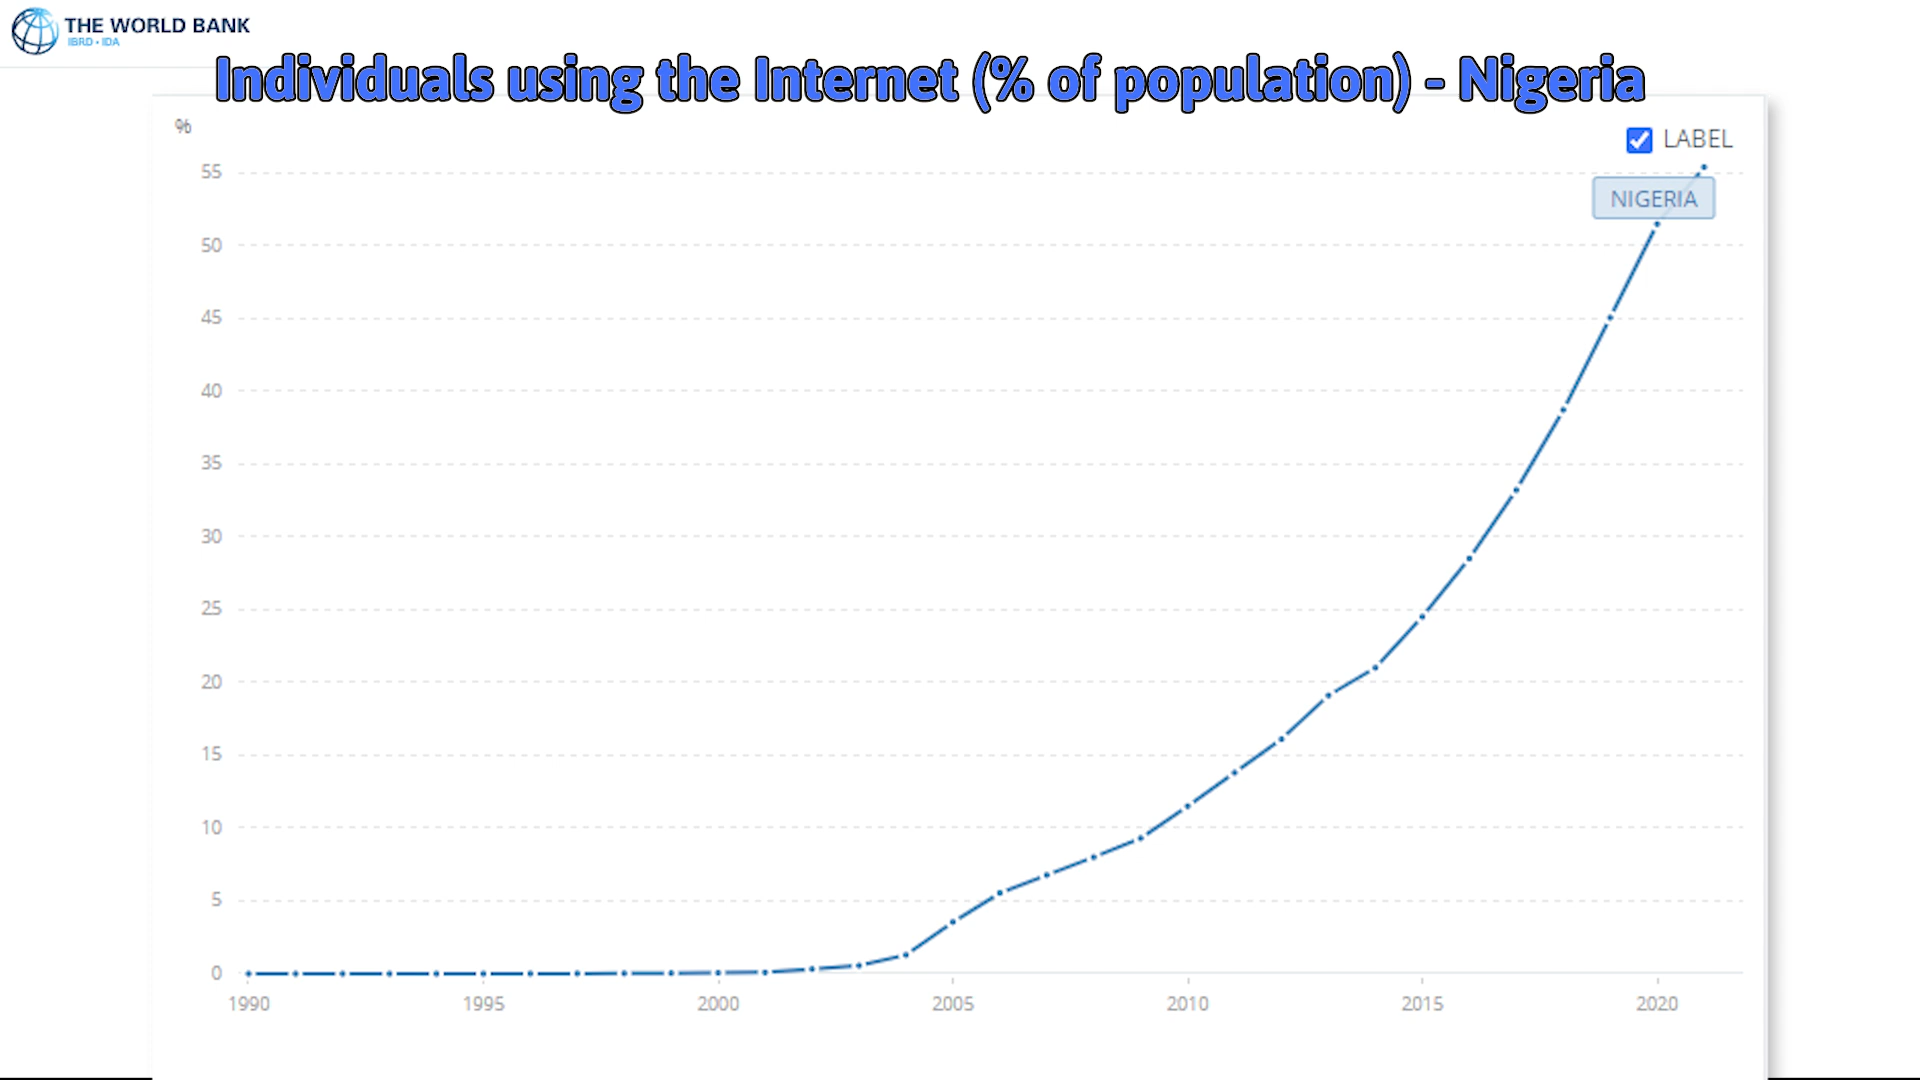 THE WORLD BANK
IBRD • IDA
Individuals using the Internet (% of population) - Nigeria
%
LABEL
55
NIGERIA
50
45
40
35
30
25
20
15
10
5
0
1990 1995 2000 2005 2010 2015 2020